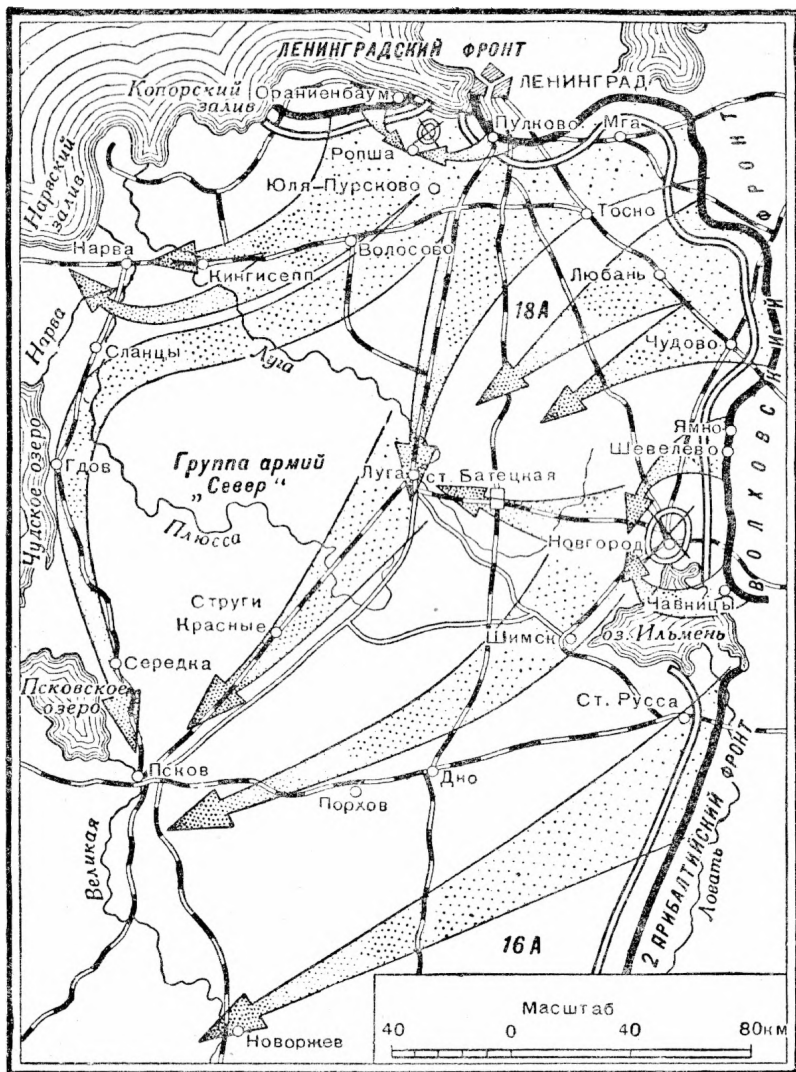 ЛЕНИНГРАДСКИЙ ФРОНТ
Копорский
залив
Ораниенбаум
ЛЕНИНГРАД
Пулково
Мга
Ропша
Юля-Пурсково
Нарвский
залив
ФРОНТ
Тосно
Нарва
Кингисепп
Волосово
Любань
18А
Нарва
Сланцы
Луга
Чудово
ВОЛХОВСКИЙ
Ямно
Шевелево
Гдов
Чудское озеро
Группа армий
„Север“
Луга
ст. Батецкая
Плюсса
Новгород
Струги
Красные
Чавницы
Шимск
оз. Ильмень
Середка
Псковское
озеро
Ст. Русса
Псков
Дно
Порхов
Великая
2 ПРИБАЛТИЙСКИЙ ФРОНТ
Ловать
16А
Новоржев
Масштаб
40 0 40 80км